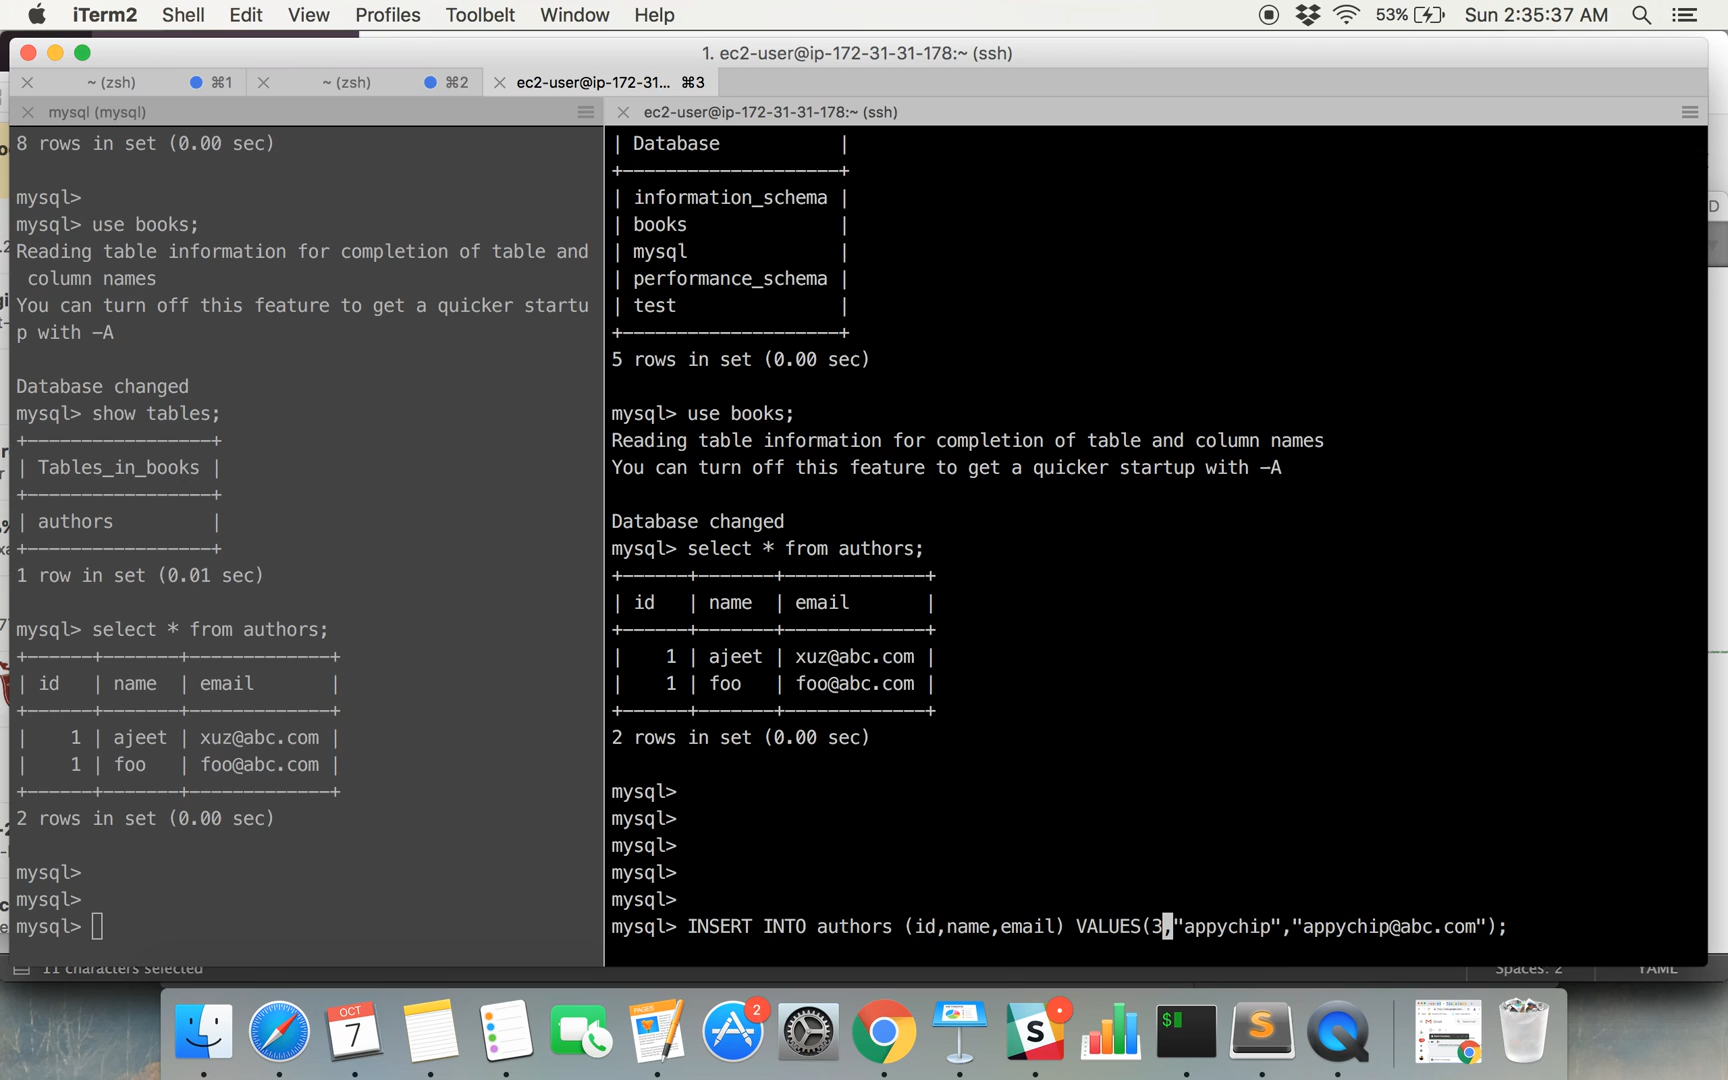 iTerm2 Shell Edit View Profiles Toolbelt Window Help 53% Sun 2:35:37 AM
1. ec2-user@ip-172-31-31-178:~ (ssh)
~ (zsh) ⌘1 ~ (zsh) ⌘2 ec2-user@ip-172-31... ⌘3
mysql (mysql)
8 rows in set (0.00 sec)
mysql>
mysql> use books;
Reading table information for completion of table and
column names
You can turn off this feature to get a quicker startu
p with -A
Database changed
mysql> show tables;
+-----------------+
| Tables_in_books |
+-----------------+
| authors         |
+-----------------+
1 row in set (0.01 sec)
mysql> select * from authors;
+------+-------+-------------+
| id   | name  | email       |
+------+-------+-------------+
|    1 | ajeet | xuz@abc.com |
|    1 | foo   | foo@abc.com |
+------+-------+-------------+
2 rows in set (0.00 sec)
mysql>
mysql>
mysql>
ec2-user@ip-172-31-31-178:~ (ssh)
| Database           |
+--------------------+
| information_schema |
| books              |
| mysql              |
| performance_schema |
| test               |
+--------------------+
5 rows in set (0.00 sec)
mysql> use books;
Reading table information for completion of table and column names
You can turn off this feature to get a quicker startup with -A
Database changed
mysql> select * from authors;
+------+-------+-------------+
| id   | name  | email       |
+------+-------+-------------+
|    1 | ajeet | xuz@abc.com |
|    1 | foo   | foo@abc.com |
+------+-------+-------------+
2 rows in set (0.00 sec)
mysql>
mysql>
mysql>
mysql>
mysql>
mysql> INSERT INTO authors (id,name,email) VALUES(3,"appychip","appychip@abc.com");
11 characters selected Spaces: 2 YAML
OCT
7
PAGES
2
S
$
S